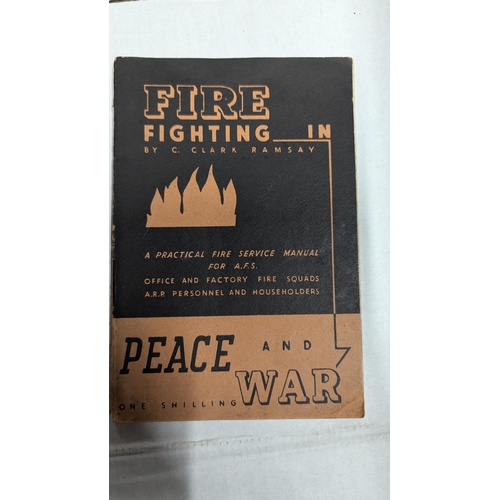 FIRE
FIGHTING IN
BY C. CLARK RAMSAY
A PRACTICAL FIRE SERVICE MANUAL
FOR A.F.S.
OFFICE AND FACTORY FIRE SQUADS
A.R.P. PERSONNEL AND HOUSEHOLDERS
PEACE AND
WAR
ONE SHILLING